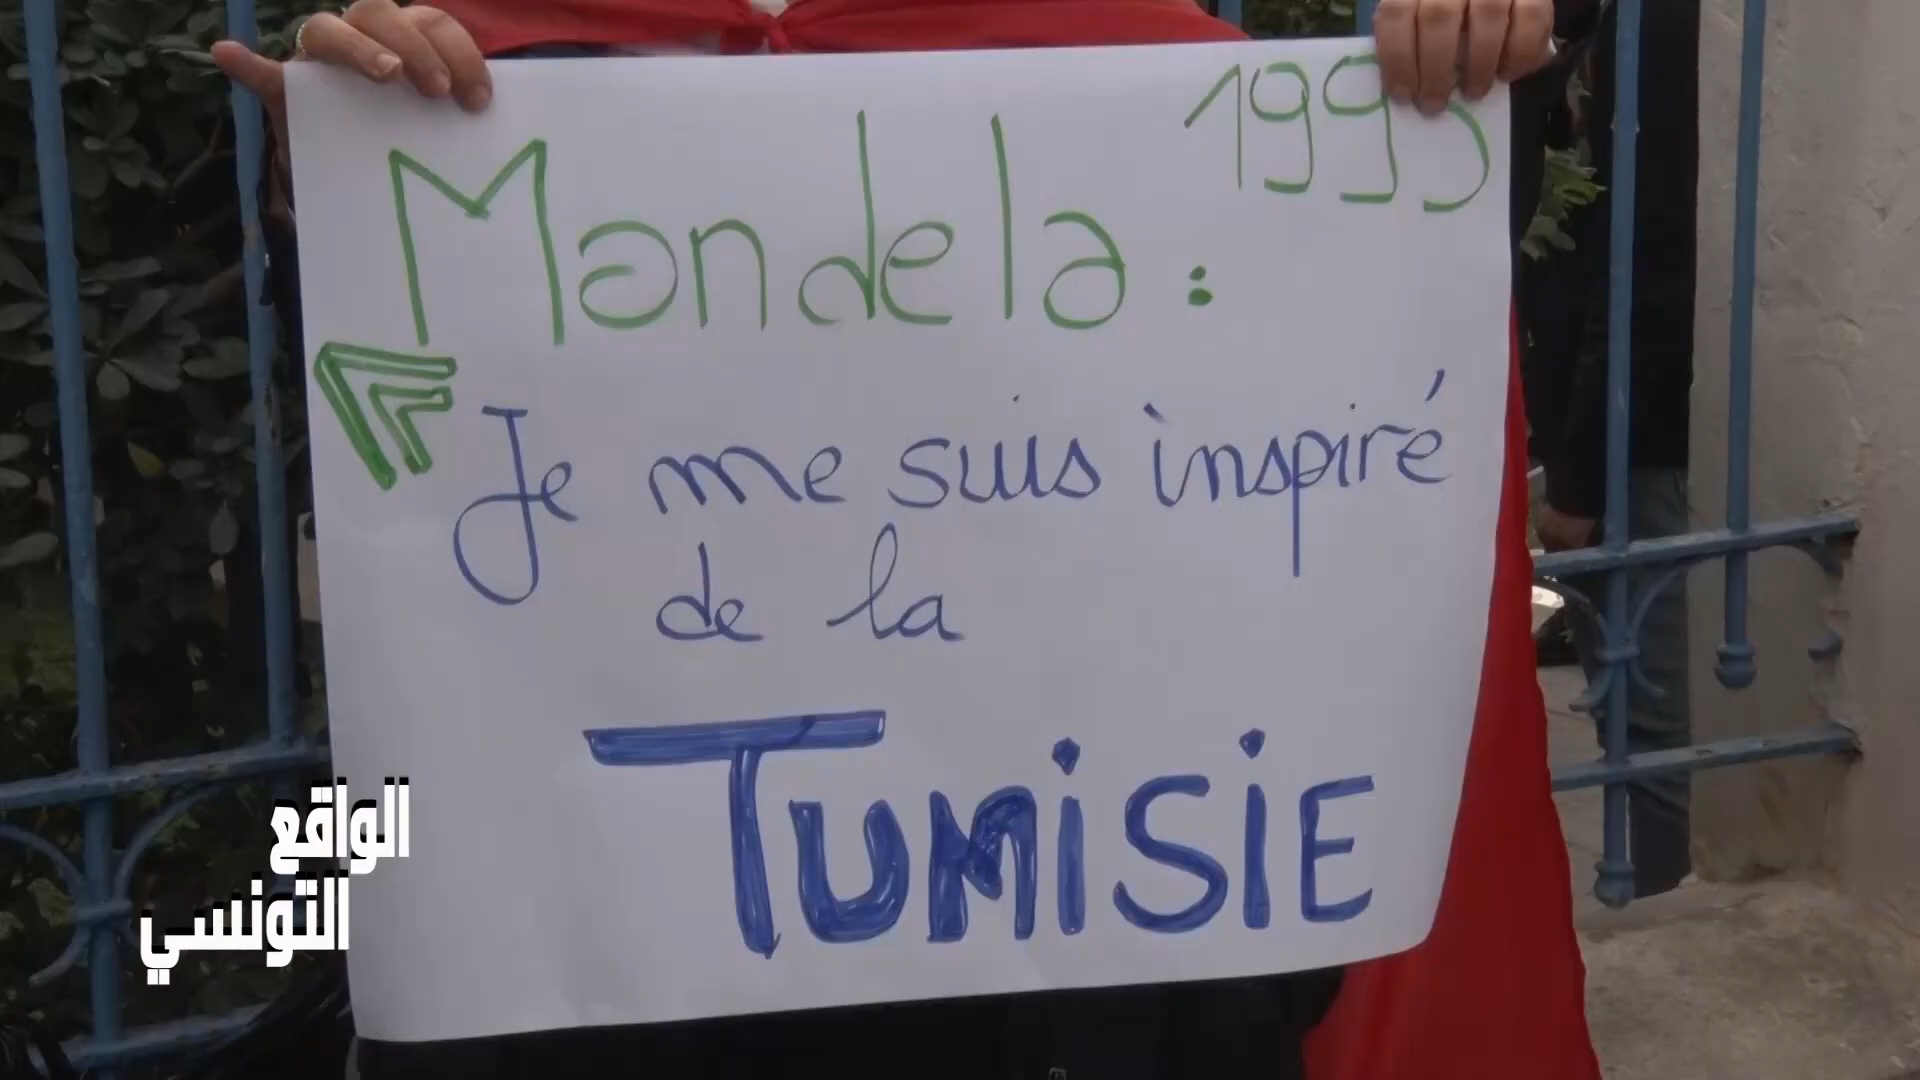 1995
Mandela :
Je me suis inspiré
de la
TUNiSiE
الواقع
التونسي